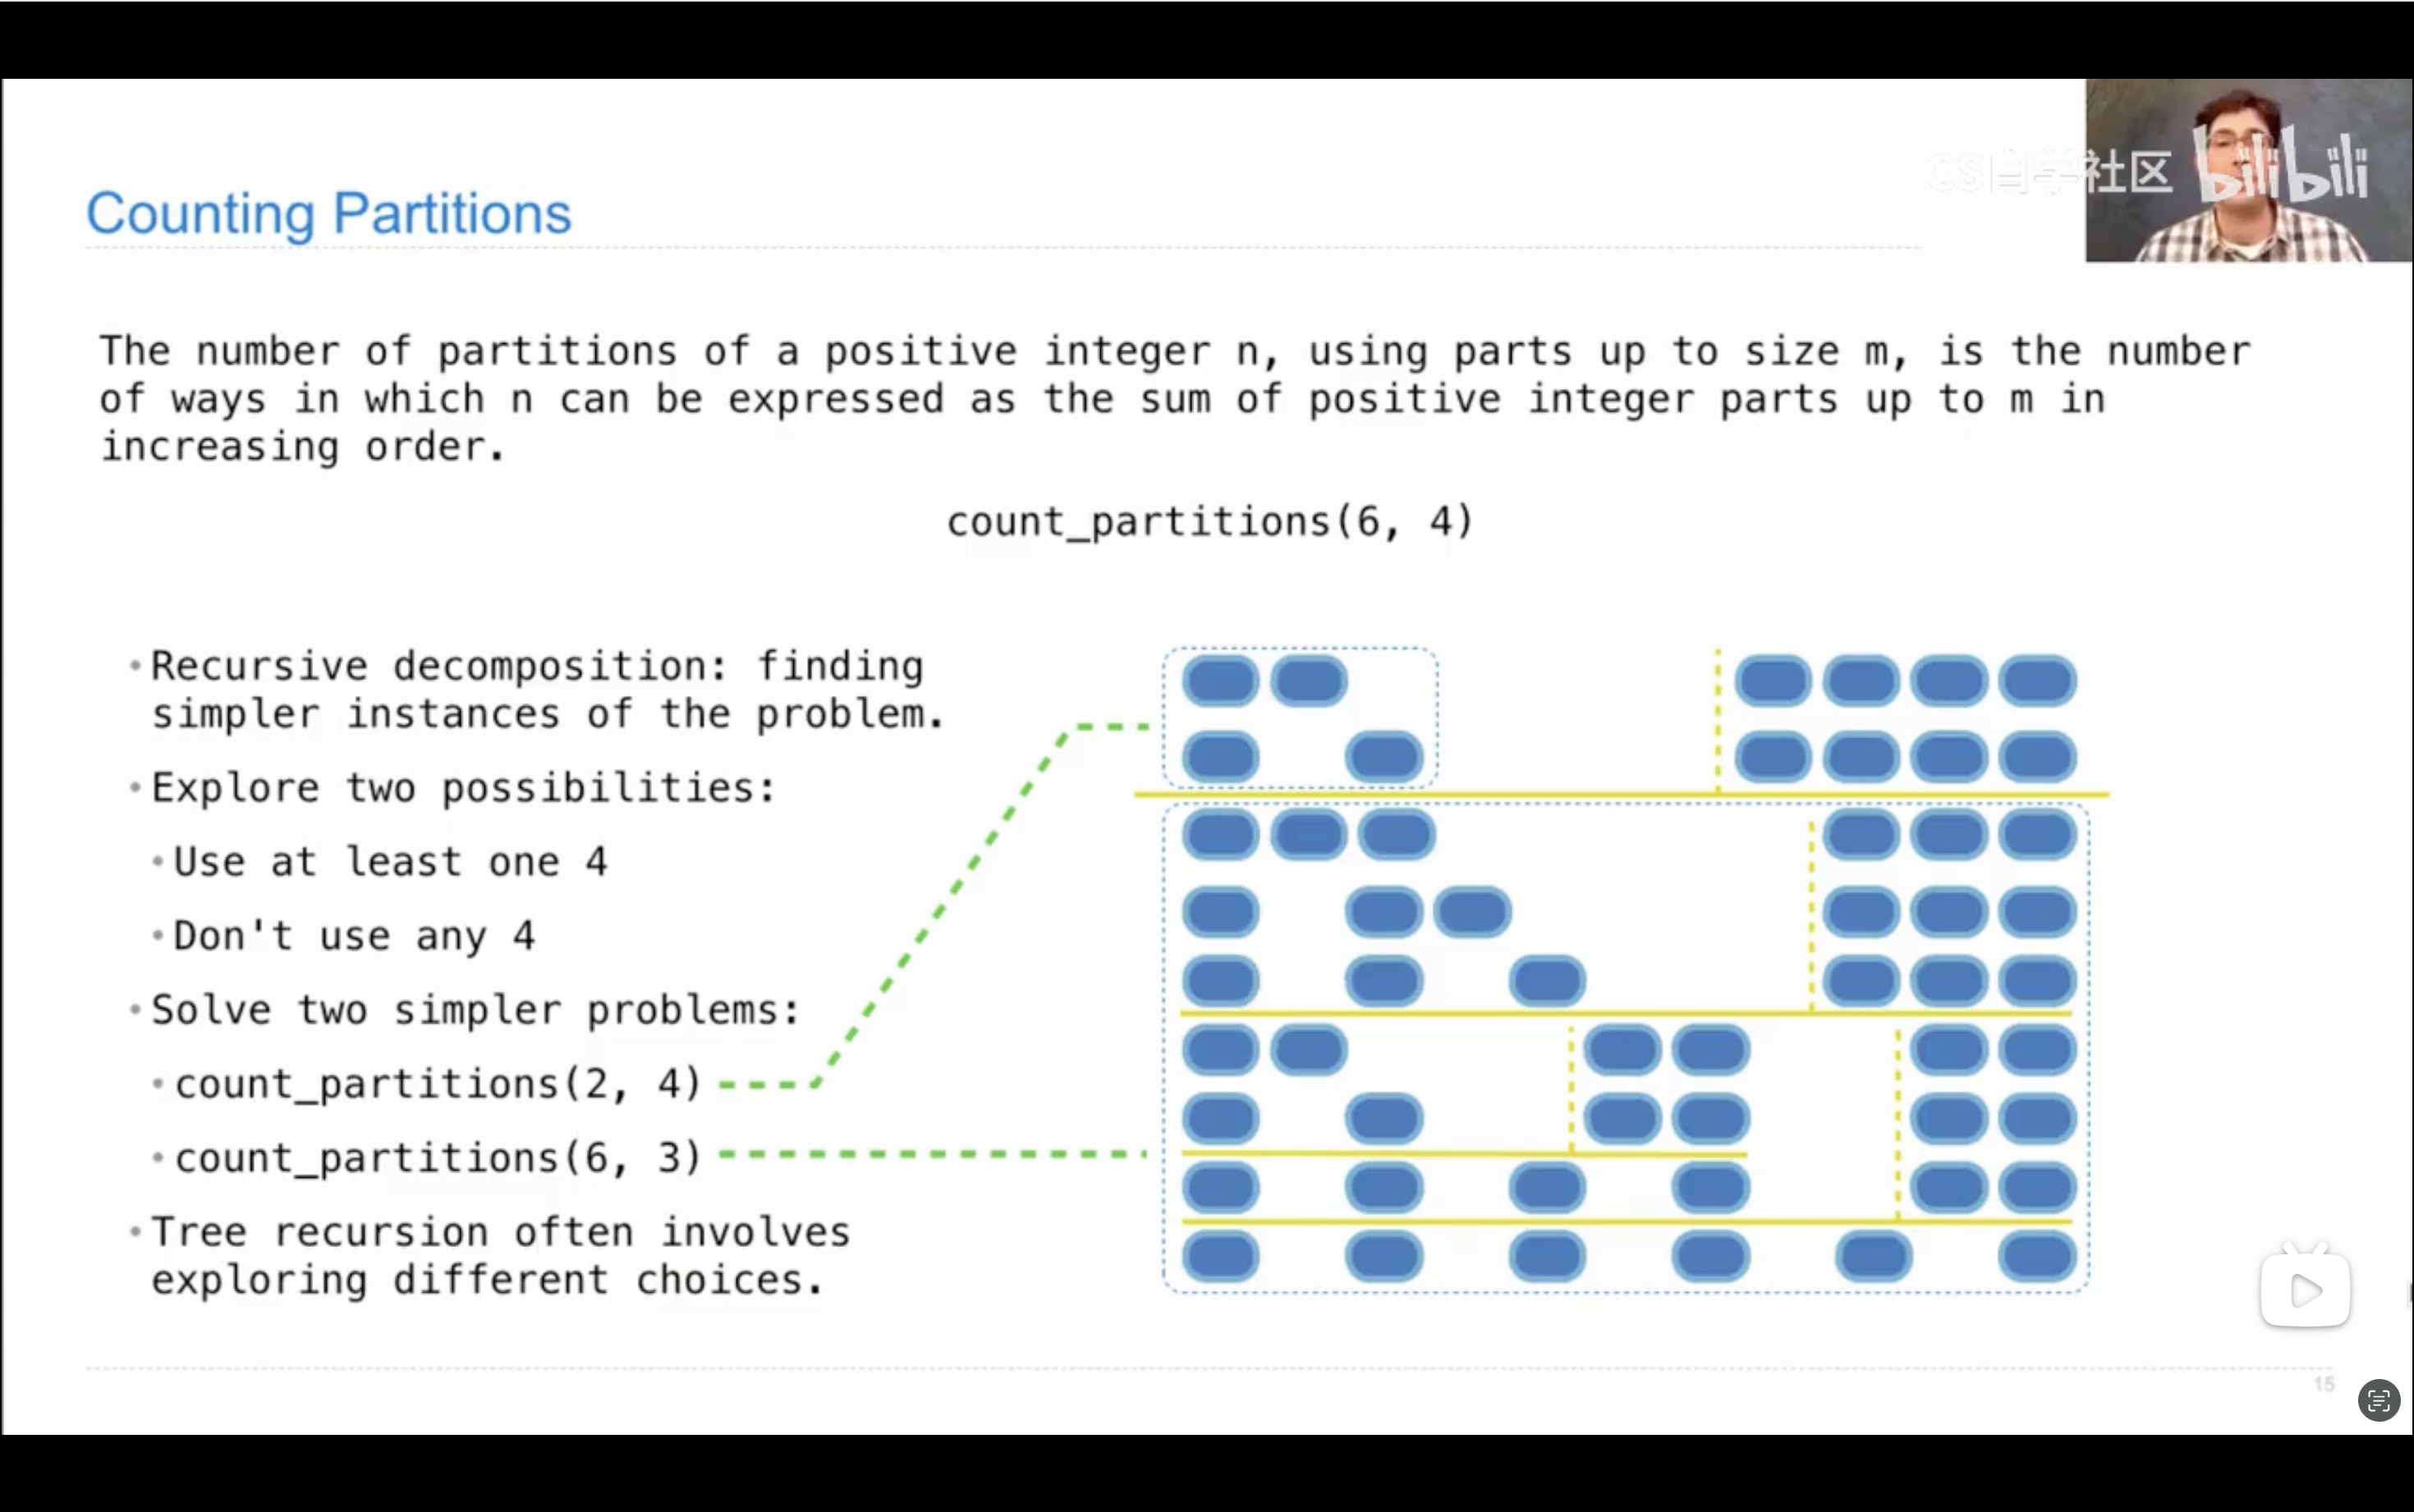 CS自学社区 bilibili
Counting Partitions
The number of partitions of a positive integer n, using parts up to size m, is the number
of ways in which n can be expressed as the sum of positive integer parts up to m in
increasing order.
count_partitions(6, 4)
•Recursive decomposition: finding
simpler instances of the problem.
•Explore two possibilities:
•Use at least one 4
•Don't use any 4
•Solve two simpler problems:
•count_partitions(2, 4)
•count_partitions(6, 3)
•Tree recursion often involves
exploring different choices.
15